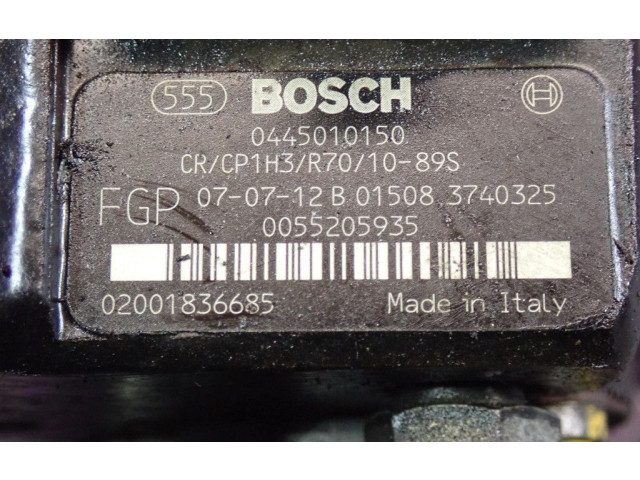 555 BOSCH
0445010150
CR/CP1H3/R70/10-89S
FGP 07-07-12 B 01508 3740325
0055205935
02001836685 Made in Italy